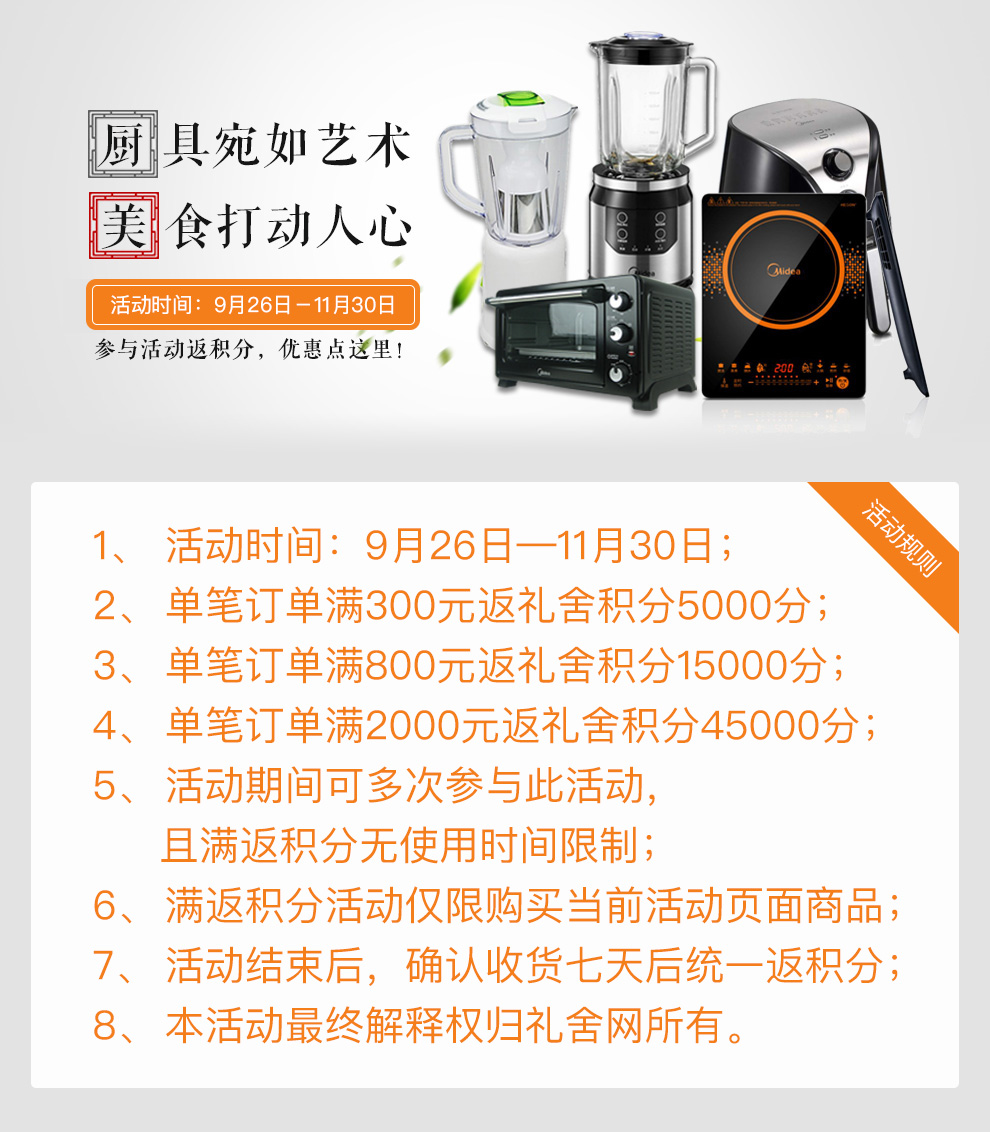 厨具宛如艺术
美食打动人心
活动时间：9月26日－11月30日
参与活动返积分，优惠点这里！
Midea
Midea
Midea
200
活动规则
1、 活动时间：9月26日—11月30日；
2、 单笔订单满300元返礼舍积分5000分；
3、 单笔订单满800元返礼舍积分15000分；
4、 单笔订单满2000元返礼舍积分45000分；
5、 活动期间可多次参与此活动，
且满返积分无使用时间限制；
6、 满返积分活动仅限购买当前活动页面商品；
7、 活动结束后，确认收货七天后统一返积分；
8、 本活动最终解释权归礼舍网所有。